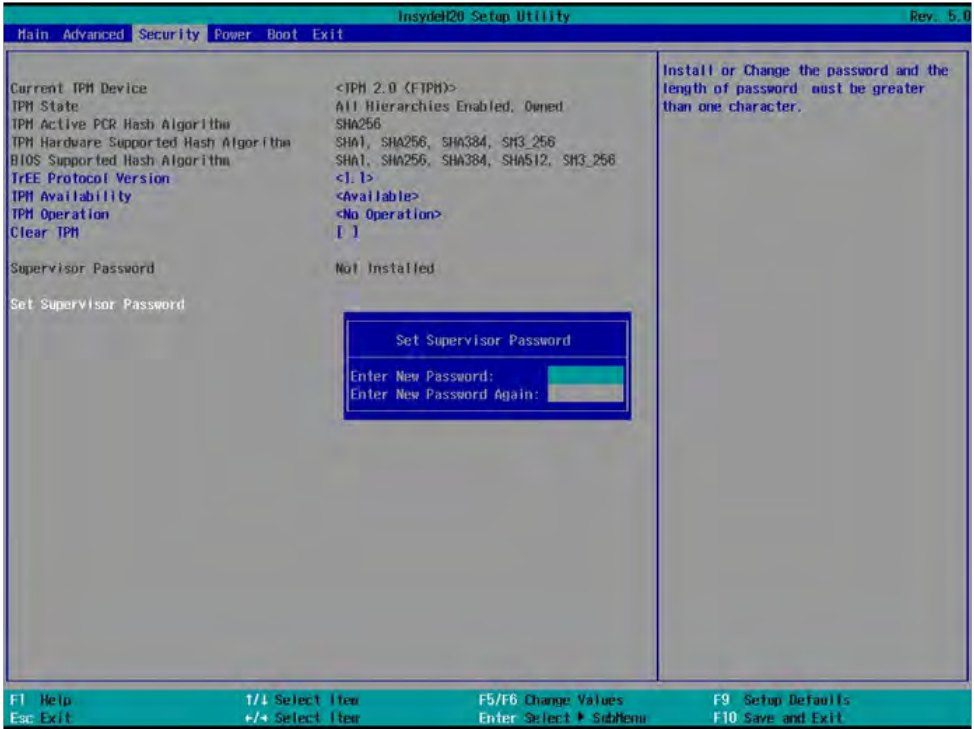 InsydeH20 Setup Utility Rev. 5.0
Main Advanced Security Power Boot Exit
Current TPM Device <TPM 2.0 (FTPM)>
TPM State All Hierarchies Enabled, Owned
TPM Active PCR Hash Algorithm SHA256
TPM Hardware Supported Hash Algorithm SHA1, SHA256, SHA384, SM3_256
BIOS Supported Hash Algorithm SHA1, SHA256, SHA384, SHA512, SM3_256
TrEE Protocol Version <1.1>
TPM Availability <Available>
TPM Operation <No Operation>
Clear TPM [ ]
Supervisor Password Not Installed
Set Supervisor Password
Set Supervisor Password
Enter New Password:
Enter New Password Again:
Install or Change the password and the
length of password must be greater
than one character.
F1 Help ↑/↓ Select Item F5/F6 Change Values F9 Setup Defaults
Esc Exit ←/→ Select Item Enter Select ▶ SubMenu F10 Save and Exit